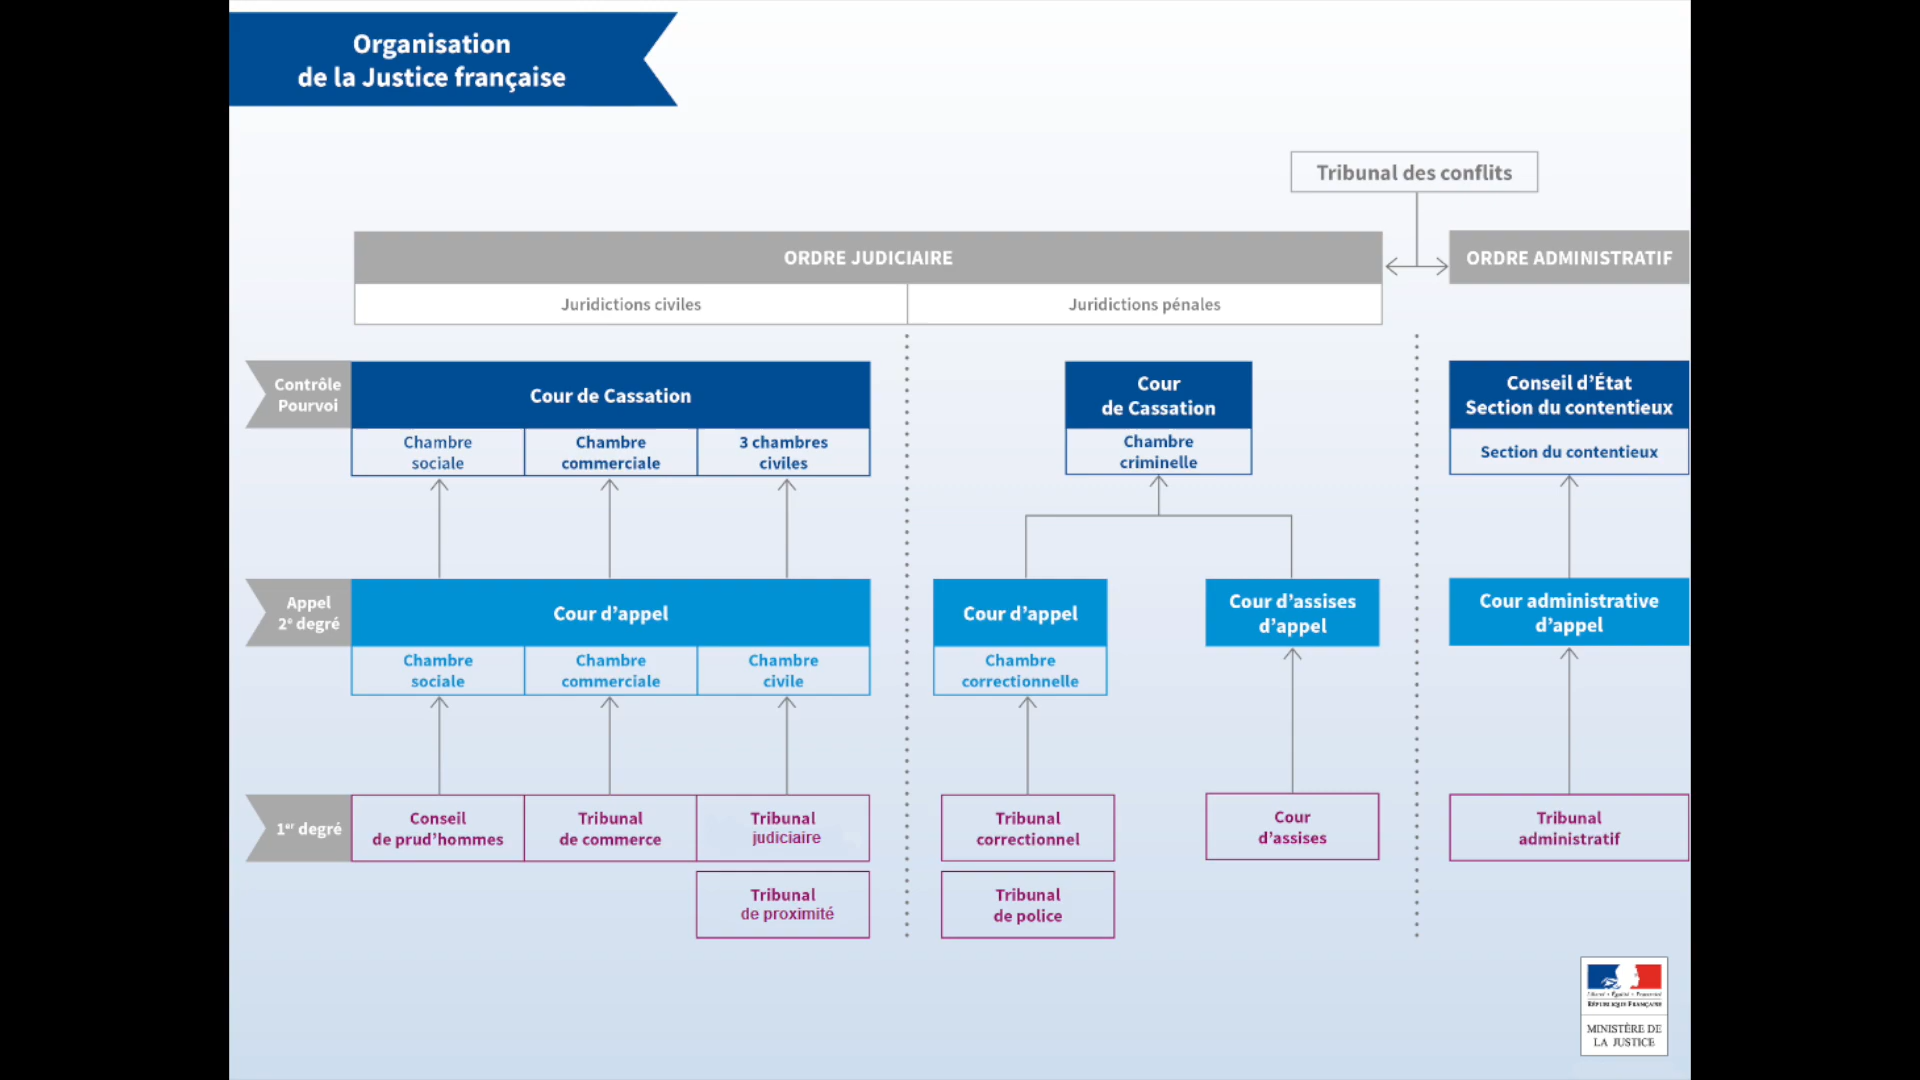 Organisation
de la Justice française
Tribunal des conflits
ORDRE JUDICIAIRE
ORDRE ADMINISTRATIF
Juridictions civiles
Juridictions pénales
Contrôle
Pourvoi
Cour de Cassation
Chambre
sociale
Chambre
commerciale
3 chambres
civiles
Cour
de Cassation
Chambre
criminelle
Conseil d'État
Section du contentieux
Section du contentieux
Appel
2e degré
Cour d'appel
Chambre
sociale
Chambre
commerciale
Chambre
civile
Cour d'appel
Chambre
correctionnelle
Cour d'assises
d'appel
Cour administrative
d'appel
1er degré
Conseil
de prud'hommes
Tribunal
de commerce
Tribunal
judiciaire
Tribunal
correctionnel
Cour
d'assises
Tribunal
administratif
Tribunal
de proximité
Tribunal
de police
Liberté • Égalité • Fraternité
RÉPUBLIQUE FRANÇAISE
MINISTÈRE DE
LA JUSTICE